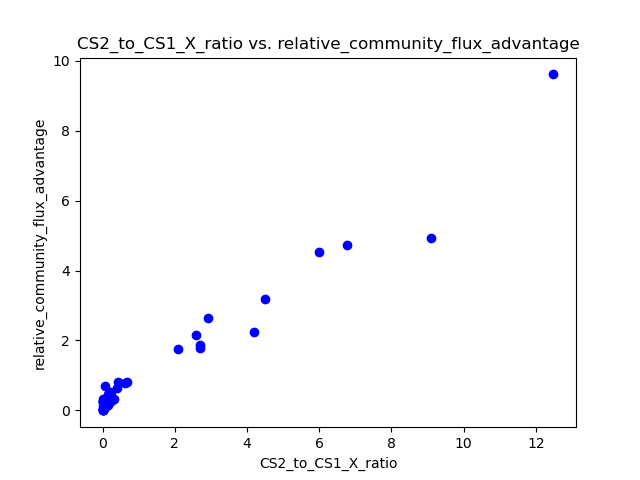 CS2_to_CS1_X_ratio vs. relative_community_flux_advantage
relative_community_flux_advantage
10
8
6
4
2
0
0 2 4 6 8 10 12
CS2_to_CS1_X_ratio